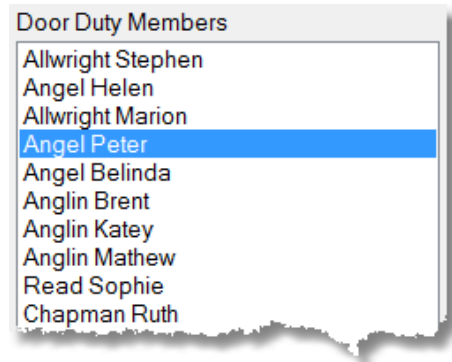 Door Duty Members
Allwright Stephen
Angel Helen
Allwright Marion
Angel Peter
Angel Belinda
Anglin Brent
Anglin Katey
Anglin Mathew
Read Sophie
Chapman Ruth